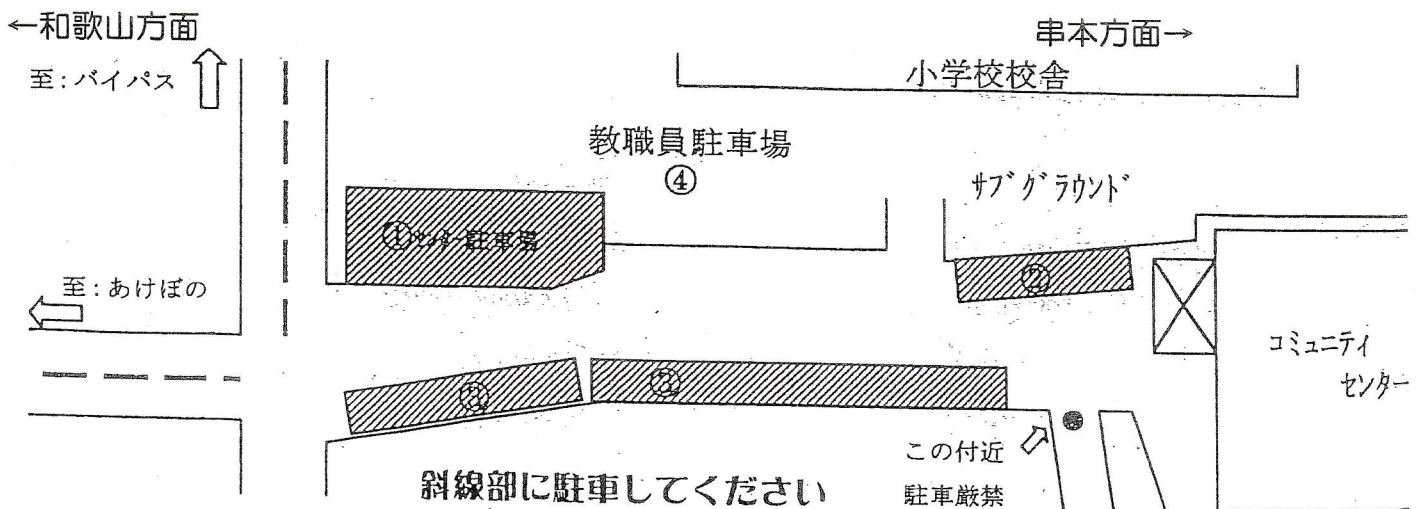 ←和歌山方面
串本方面→
至:バイパス
小学校校舎
教職員駐車場
④
サブグラウンド
①センター駐車場
②
至:あけぼの
コミュニティ
センター
③
③
この付近
駐車厳禁
斜線部に駐車してください